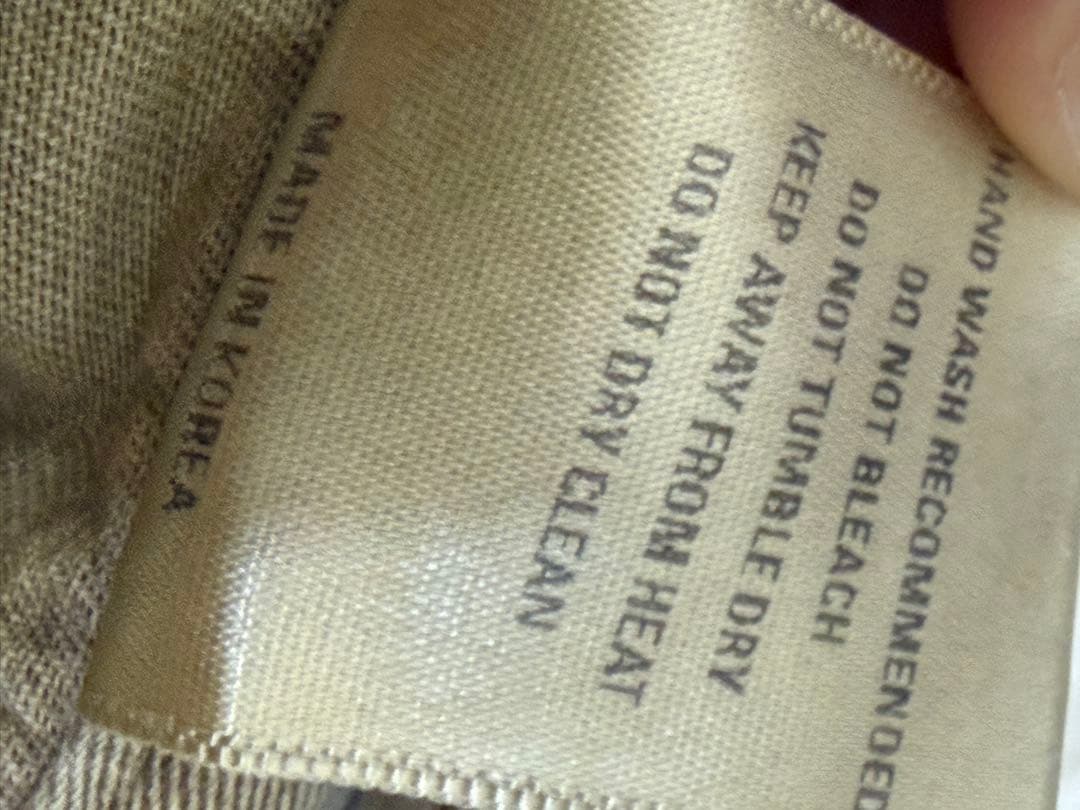 HAND WASH RECOMMENDED
DO NOT BLEACH
DO NOT TUMBLE DRY
KEEP AWAY FROM HEAT
DO NOT DRY CLEAN
MADE IN KOREA